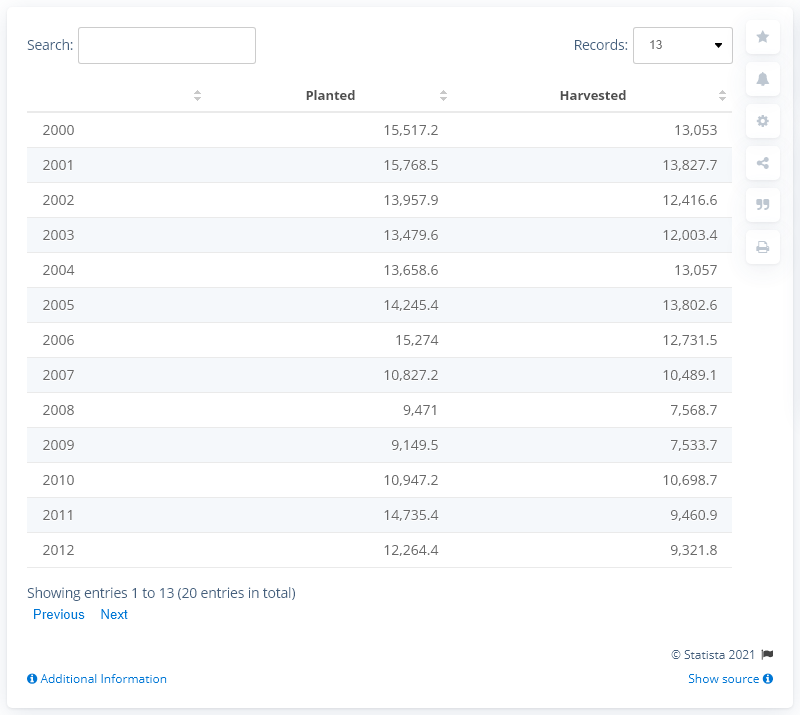 Search: Records: 13
Planted Harvested
2000 15,517.2 13,053
2001 15,768.5 13,827.7
2002 13,957.9 12,416.6
2003 13,479.6 12,003.4
2004 13,658.6 13,057
2005 14,245.4 13,802.6
2006 15,274 12,731.5
2007 10,827.2 10,489.1
2008 9,471 7,568.7
2009 9,149.5 7,533.7
2010 10,947.2 10,698.7
2011 14,735.4 9,460.9
2012 12,264.4 9,321.8
Showing entries 1 to 13 (20 entries in total)
Previous Next
© Statista 2021
Additional Information Show source